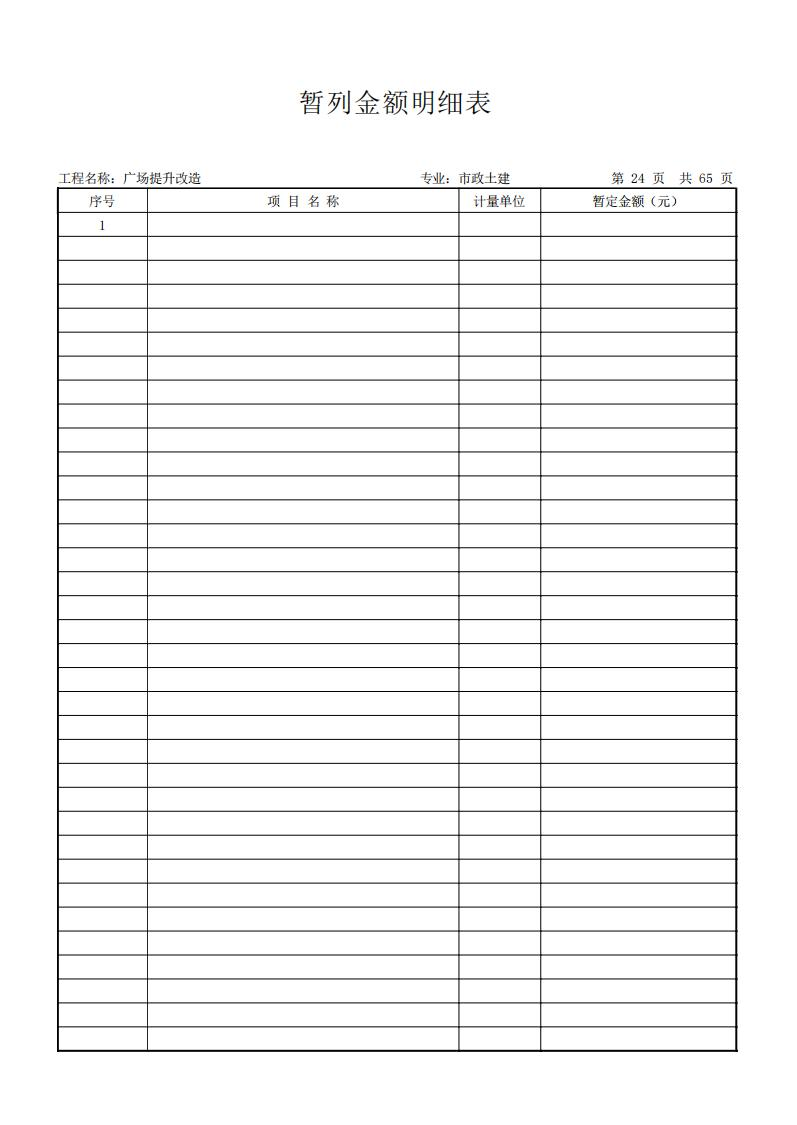 暂列金额明细表
工程名称：广场提升改造 专业：市政土建 第 24 页 共 65 页
序号 项 目 名 称 计量单位 暂定金额（元）
1